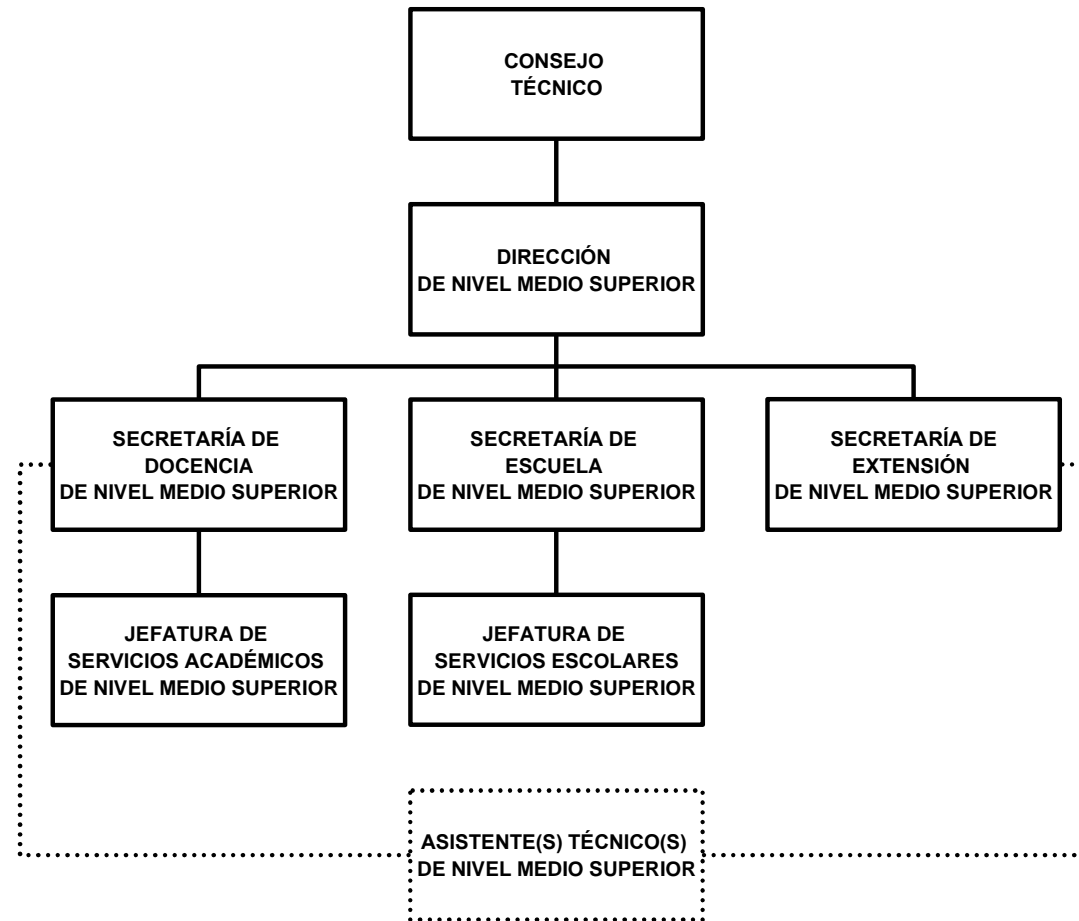 CONSEJO
TÉCNICO
DIRECCIÓN
DE NIVEL MEDIO SUPERIOR
SECRETARÍA DE
DOCENCIA
DE NIVEL MEDIO SUPERIOR
SECRETARÍA DE
ESCUELA
DE NIVEL MEDIO SUPERIOR
SECRETARÍA DE
EXTENSIÓN
DE NIVEL MEDIO SUPERIOR
JEFATURA DE
SERVICIOS ACADÉMICOS
DE NIVEL MEDIO SUPERIOR
JEFATURA DE
SERVICIOS ESCOLARES
DE NIVEL MEDIO SUPERIOR
ASISTENTE(S) TÉCNICO(S)
DE NIVEL MEDIO SUPERIOR